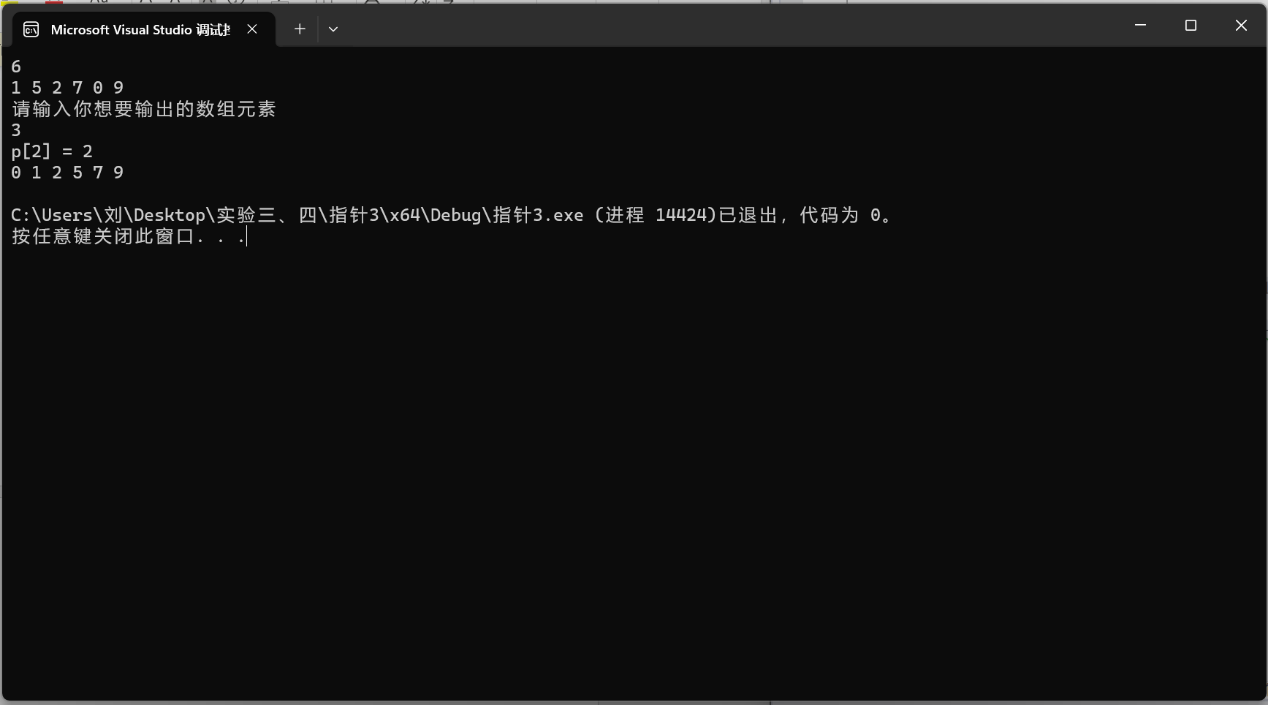 Microsoft Visual Studio 调试
6
1 5 2 7 0 9
请输入你想要输出的数组元素
3
p[2] = 2
0 1 2 5 7 9
C:\Users\刘\Desktop\实验三、四\指针3\x64\Debug\指针3.exe (进程 14424)已退出，代码为 0。
按任意键关闭此窗口. . .